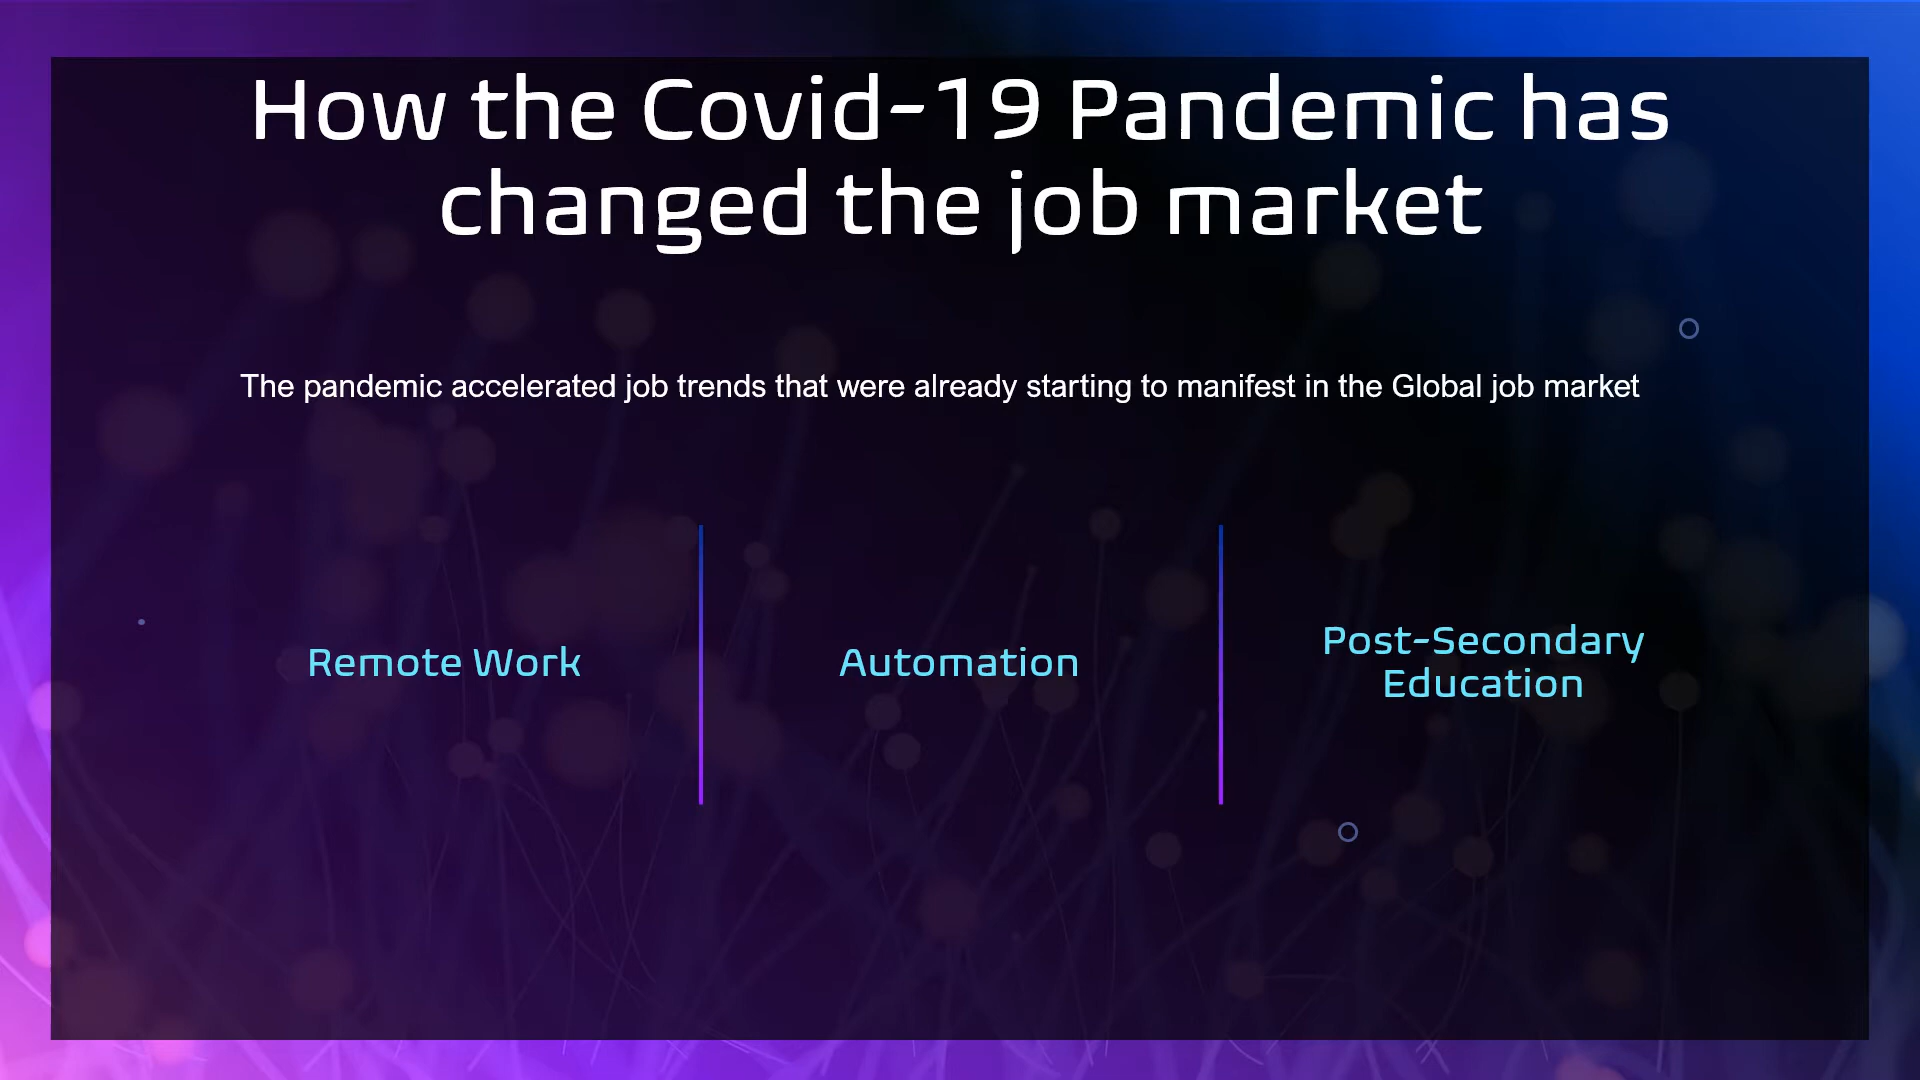 How the Covid-19 Pandemic has
changed the job market
The pandemic accelerated job trends that were already starting to manifest in the Global job market
Remote Work
Automation
Post-Secondary
Education